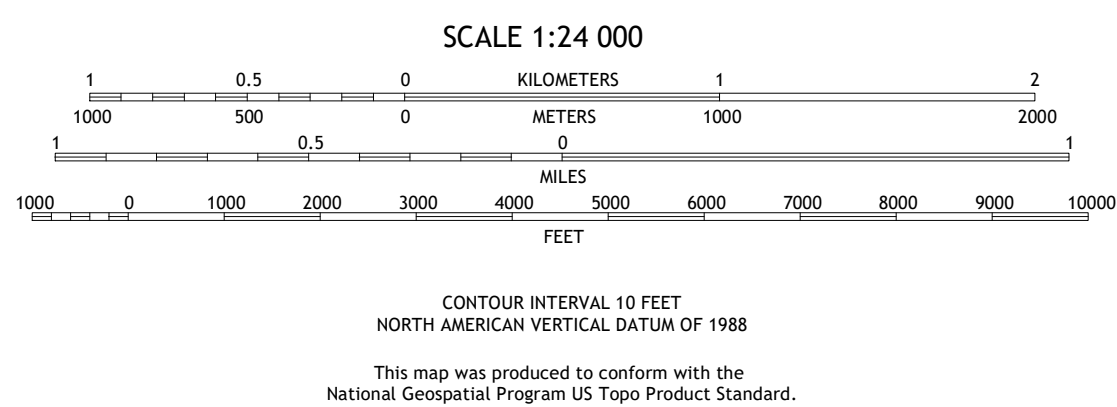 SCALE 1:24 000
1 0.5 0 KILOMETERS 1 2
1000 500 0 METERS 1000 2000
1 0.5 0 1
MILES
1000 0 1000 2000 3000 4000 5000 6000 7000 8000 9000 10000
FEET
CONTOUR INTERVAL 10 FEET
NORTH AMERICAN VERTICAL DATUM OF 1988
This map was produced to conform with the
National Geospatial Program US Topo Product Standard.